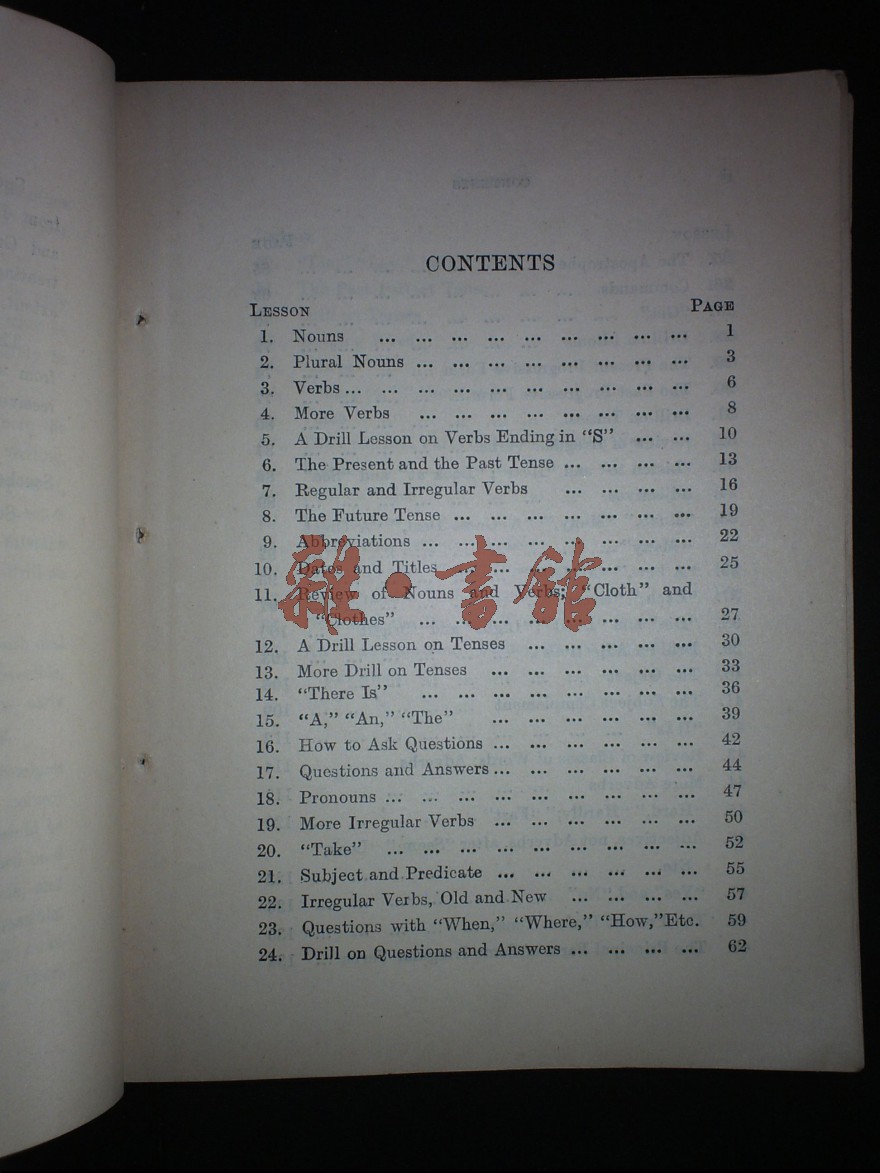 CONTENTS
LESSON PAGE
1. Nouns ... ... ... ... ... ... ... ... ... 1
2. Plural Nouns ... ... ... ... ... ... ... ... 3
3. Verbs ... ... ... ... ... ... ... ... ... ... 6
4. More Verbs ... ... ... ... ... ... ... ... 8
5. A Drill Lesson on Verbs Ending in “S” ... ... 10
6. The Present and the Past Tense ... ... ... ... 13
7. Regular and Irregular Verbs ... ... ... ... 16
8. The Future Tense ... ... ... ... ... ... ... 19
9. Abbreviations ... ... ... ... ... ... ... ... 22
10. Dates and Titles ... ... ... ... ... ... ... 25
11. Review of Nouns and Verbs; “Cloth” and
“Clothes” ... ... ... ... ... ... ... ... 27
雜·書館
12. A Drill Lesson on Tenses ... ... ... ... ... 30
13. More Drill on Tenses ... ... ... ... ... ... 33
14. “There Is” ... ... ... ... ... ... ... ... 36
15. “A,” “An,” “The” ... ... ... ... ... ... 39
16. How to Ask Questions ... ... ... ... ... ... 42
17. Questions and Answers ... ... ... ... ... ... 44
18. Pronouns ... ... ... ... ... ... ... ... ... 47
19. More Irregular Verbs ... ... ... ... ... ... 50
20. “Take” ... ... ... ... ... ... ... ... ... 52
21. Subject and Predicate ... ... ... ... ... ... 55
22. Irregular Verbs, Old and New ... ... ... ... 57
23. Questions with “When,” “Where,” “How,” Etc. 59
24. Drill on Questions and Answers ... ... ... ... 62